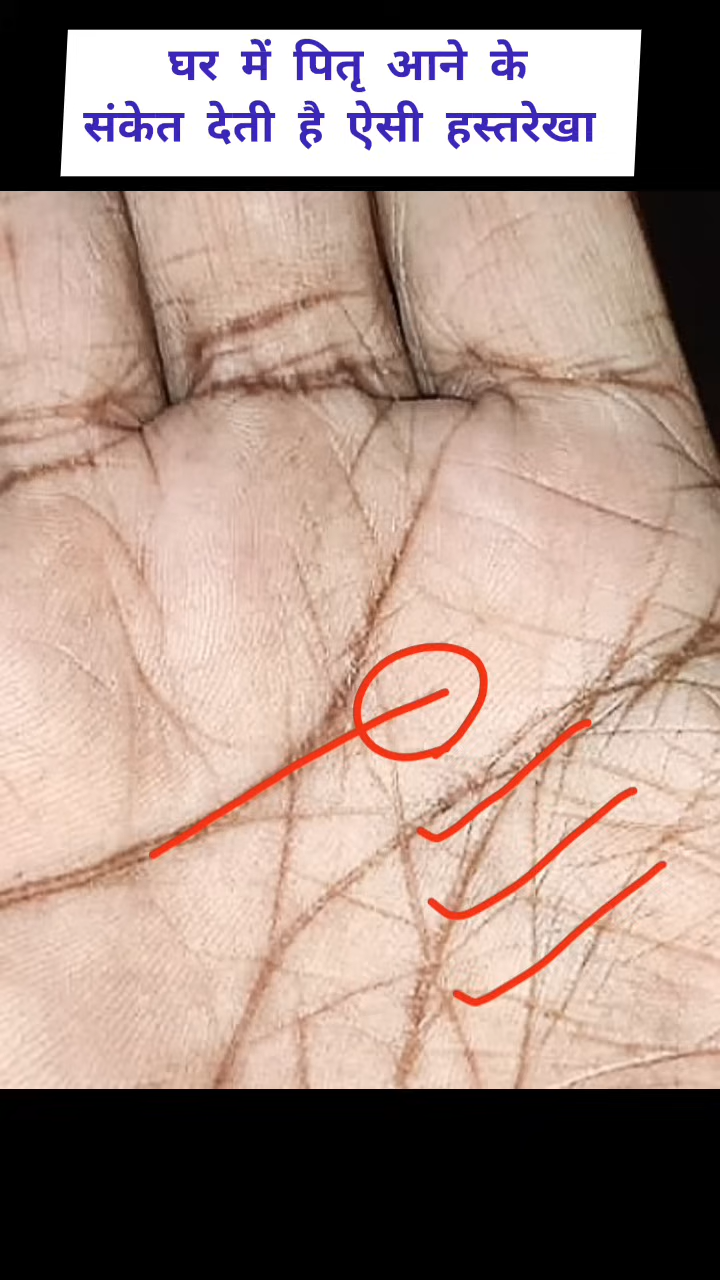 घर में पितृ आने के
संकेत देती है ऐसी हस्तरेखा